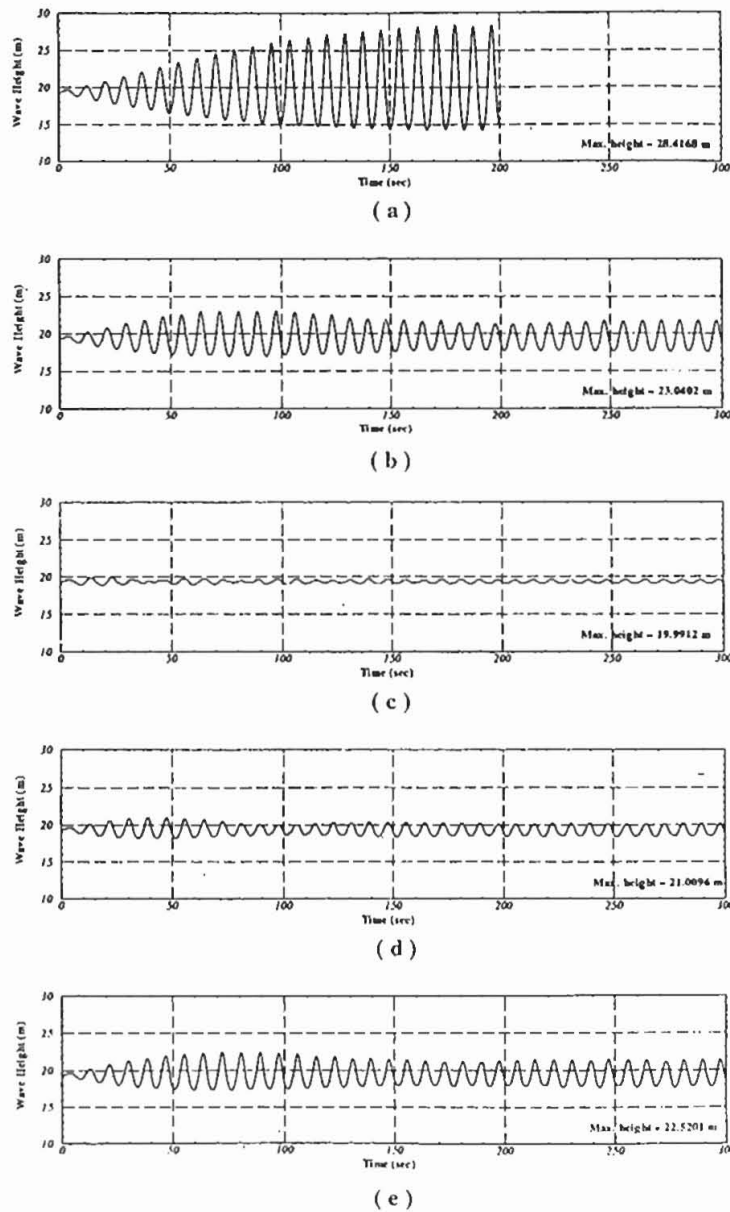 30
25
20
15
10
Wave Height (m)
0 50 100 150 200 250 300
Time (sec)
Max. height = 28.4168 m
(a)
30
25
20
15
10
Wave Height (m)
0 50 100 150 200 250 300
Time (sec)
Max. height = 23.0402 m
(b)
30
25
20
15
10
Wave Height (m)
0 50 100 150 200 250 300
Time (sec)
Max. height = 19.9912 m
(c)
30
25
20
15
10
Wave Height (m)
0 50 100 150 200 250 300
Time (sec)
Max. height = 21.0096 m
(d)
30
25
20
15
10
Wave Height (m)
0 50 100 150 200 250 300
Time (sec)
Max. height = 22.5201 m
(e)